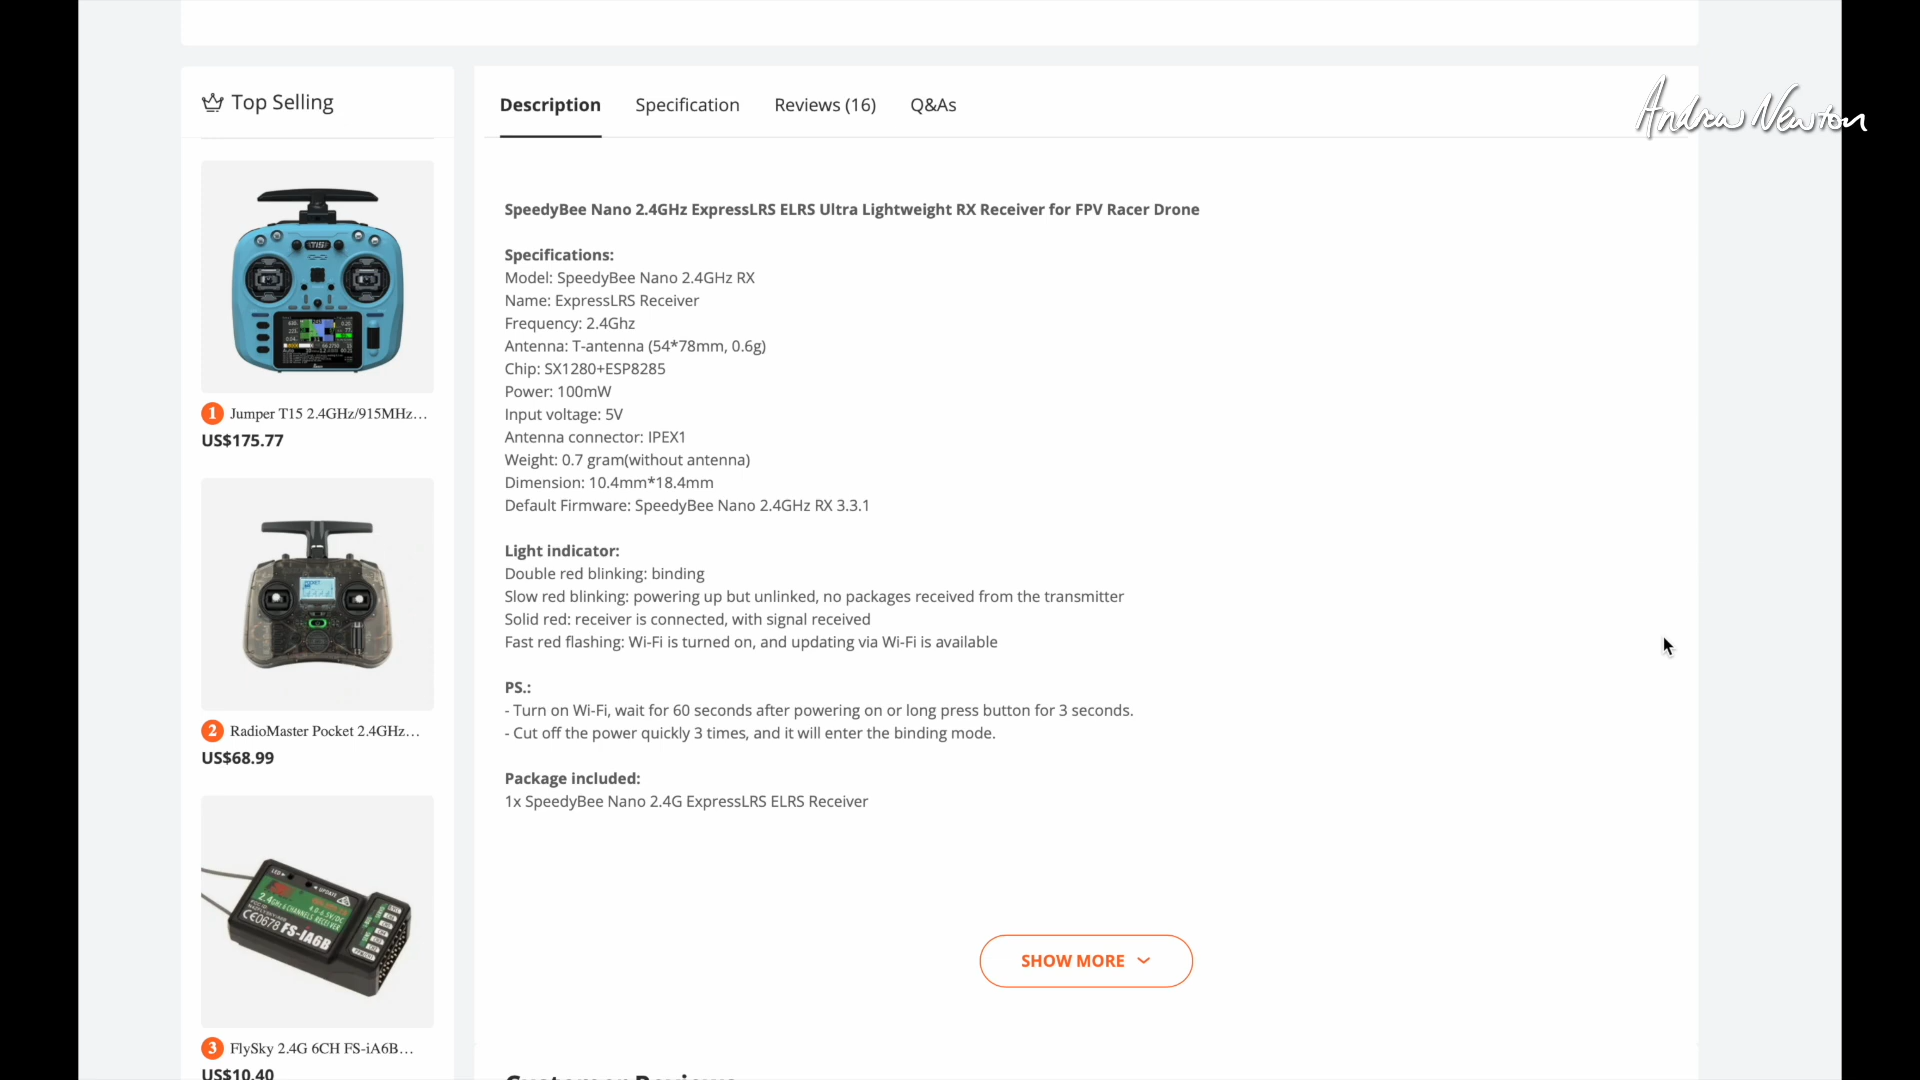 Top Selling
Description
Specification
Reviews (16)
Q&As
Andrew Newton
SpeedyBee Nano 2.4GHz ExpressLRS ELRS Ultra Lightweight RX Receiver for FPV Racer Drone
Specifications:
Model: SpeedyBee Nano 2.4GHz RX
Name: ExpressLRS Receiver
Frequency: 2.4Ghz
Antenna: T-antenna (54*78mm, 0.6g)
Chip: SX1280+ESP8285
Power: 100mW
Input voltage: 5V
Antenna connector: IPEX1
Weight: 0.7 gram(without antenna)
Dimension: 10.4mm*18.4mm
Default Firmware: SpeedyBee Nano 2.4GHz RX 3.3.1
Light indicator:
Double red blinking: binding
Slow red blinking: powering up but unlinked, no packages received from the transmitter
Solid red: receiver is connected, with signal received
Fast red flashing: Wi-Fi is turned on, and updating via Wi-Fi is available
PS.:
- Turn on Wi-Fi, wait for 60 seconds after powering on or long press button for 3 seconds.
- Cut off the power quickly 3 times, and it will enter the binding mode.
Package included:
1x SpeedyBee Nano 2.4G ExpressLRS ELRS Receiver
SHOW MORE
1 Jumper T15 2.4GHz/915MHz...
US$175.77
2 RadioMaster Pocket 2.4GHz...
US$68.99
2.4GHz 6 CHANNELS RECEIVER
CE0678 FS-iA6B
3 FlySky 2.4G 6CH FS-iA6B...
US$10.40
Customer Reviews